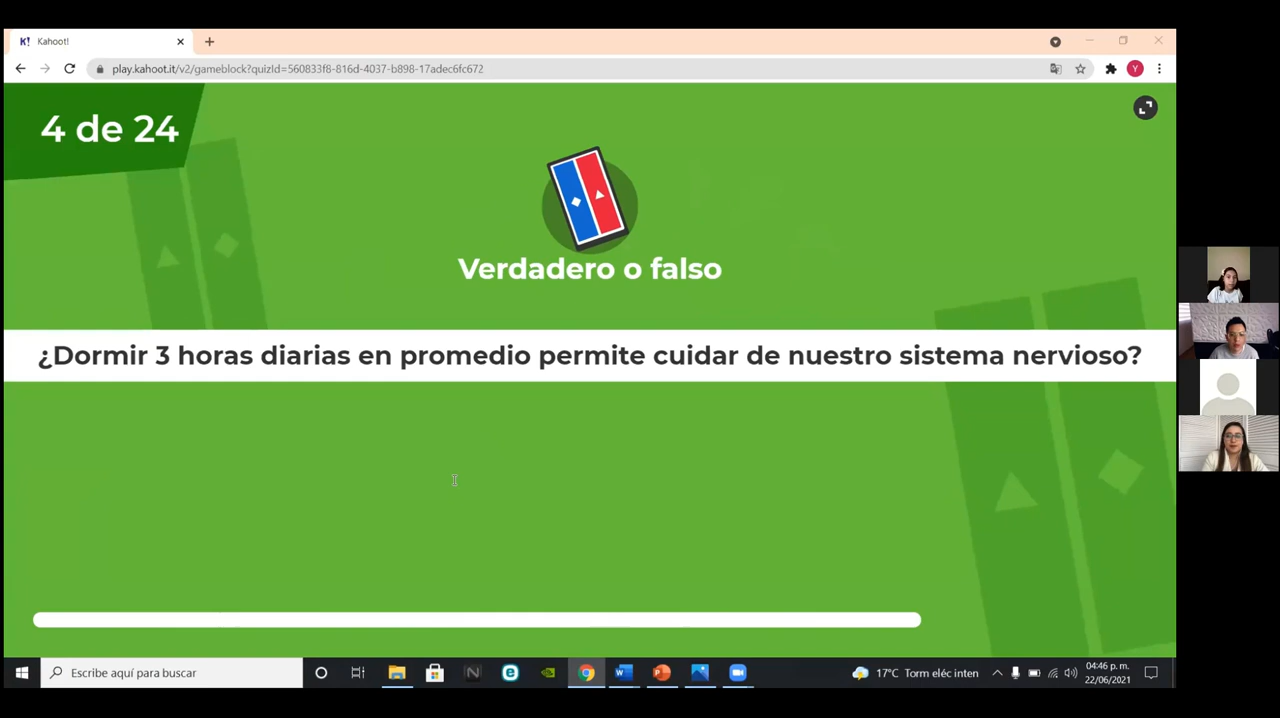 K! Kahoot!
play.kahoot.it/v2/gameblock?quizId=560833f8-816d-4037-b898-17adec6fc672
Y
4 de 24
Verdadero o falso
¿Dormir 3 horas diarias en promedio permite cuidar de nuestro sistema nervioso?
Escribe aquí para buscar
17°C Torm eléc inten
04:46 p. m.
22/06/2021